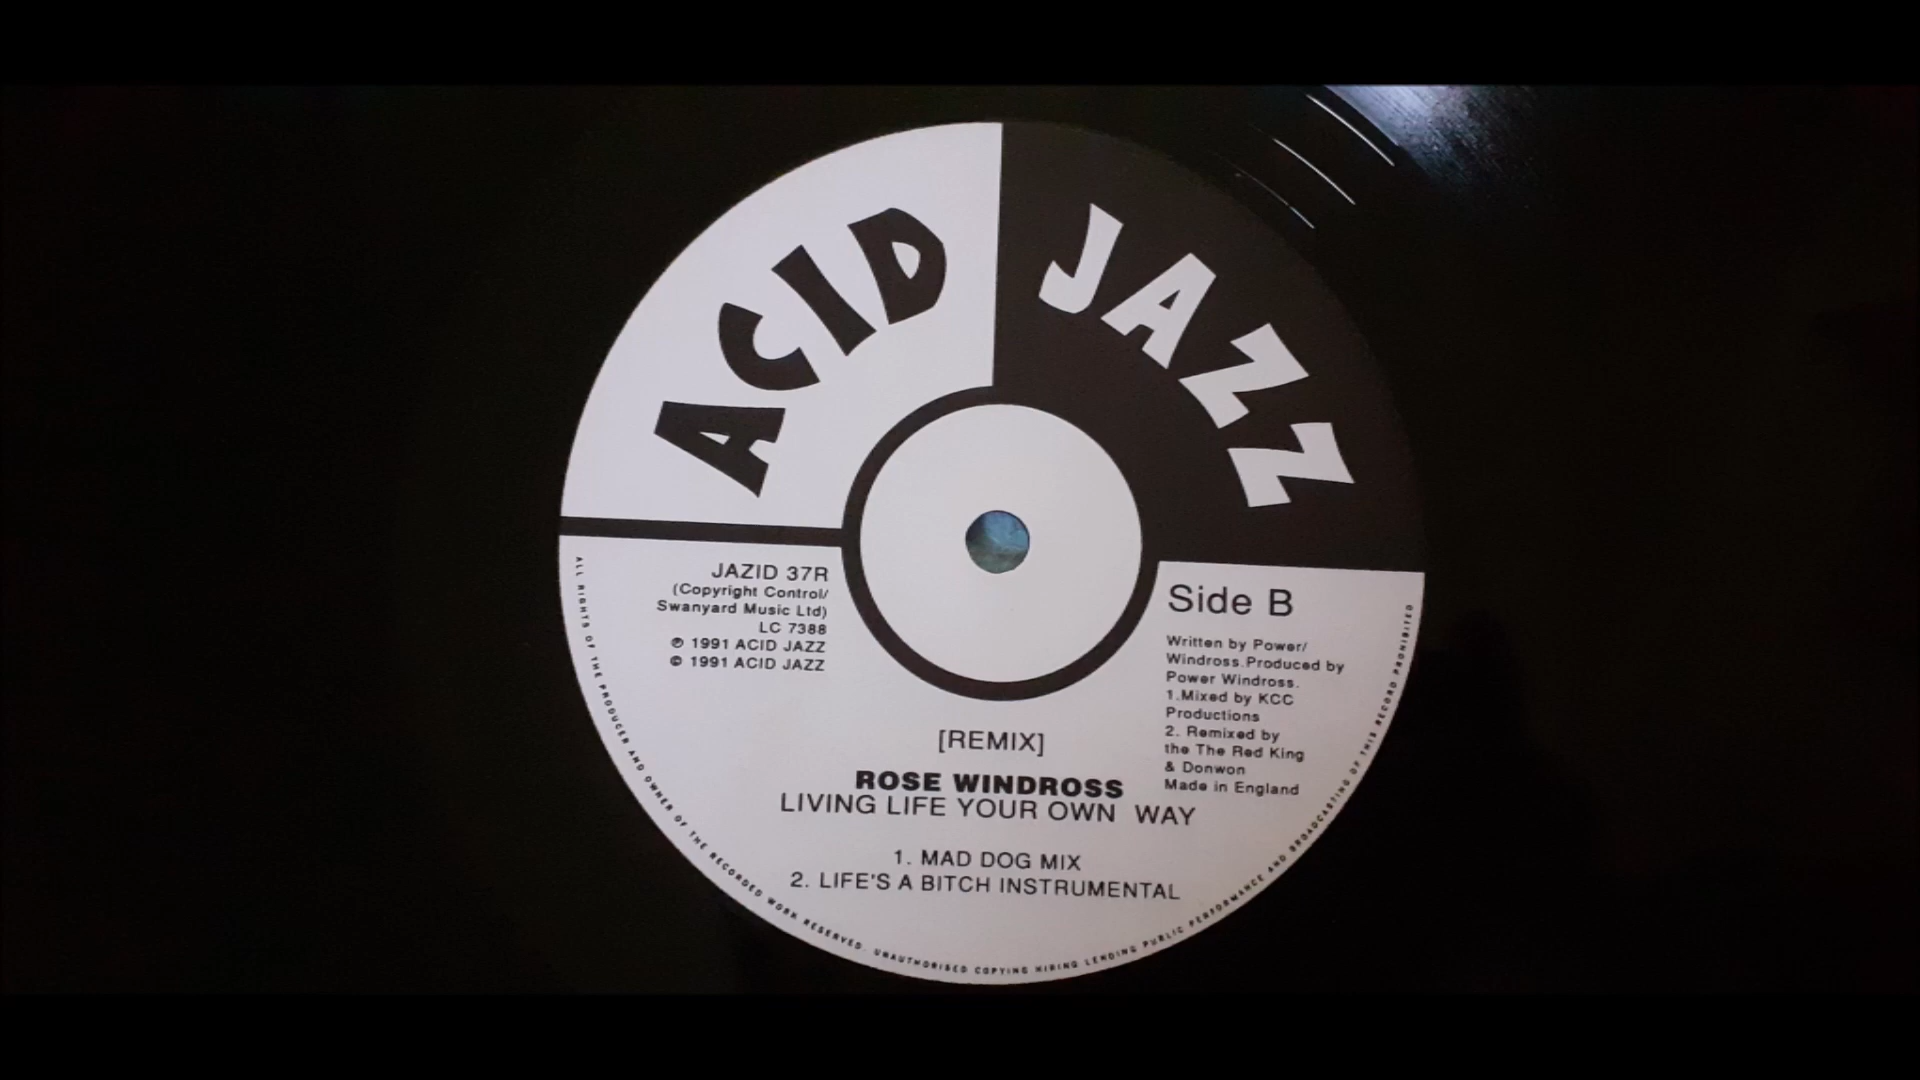 ACID JAZZ
JAZID 37R
(Copyright Control/
Swanyard Music Ltd)
LC 7388
℗ 1991 ACID JAZZ
© 1991 ACID JAZZ
Side B
Written by Power/
Windross.Produced by
Power Windross.
1.Mixed by KCC
Productions
2. Remixed by
the The Red King
& Donwon
Made in England
[REMIX]
ROSE WINDROSS
LIVING LIFE YOUR OWN WAY
1. MAD DOG MIX
2. LIFE'S A BITCH INSTRUMENTAL
ALL RIGHTS OF THE PRODUCER AND OWNER OF THE RECORDED WORK RESERVED. UNAUTHORISED COPYING HIRING LENDING PUBLIC PERFORMANCE AND BROADCASTING OF THIS RECORD PROHIBITED